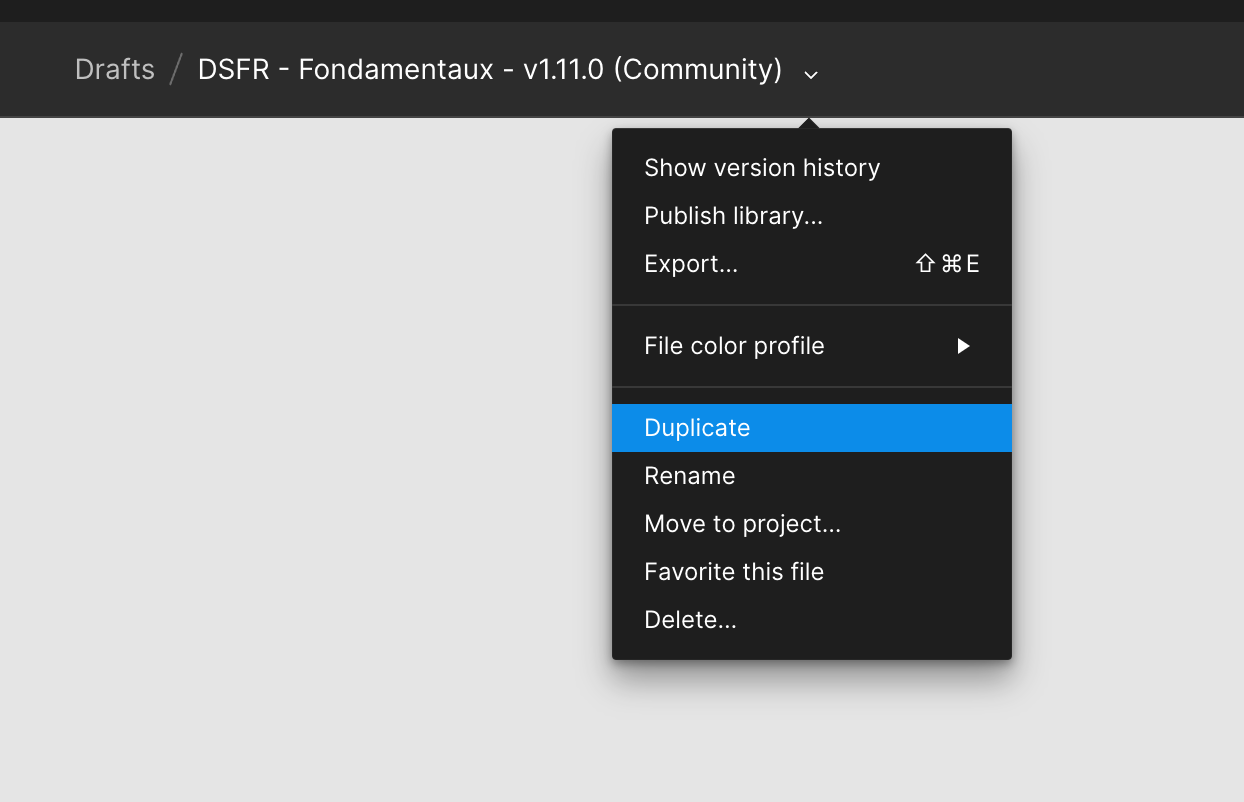 Drafts / DSFR - Fondamentaux - v1.11.0 (Community)
Show version history
Publish library...
Export... ⇧⌘E
File color profile
Duplicate
Rename
Move to project...
Favorite this file
Delete...